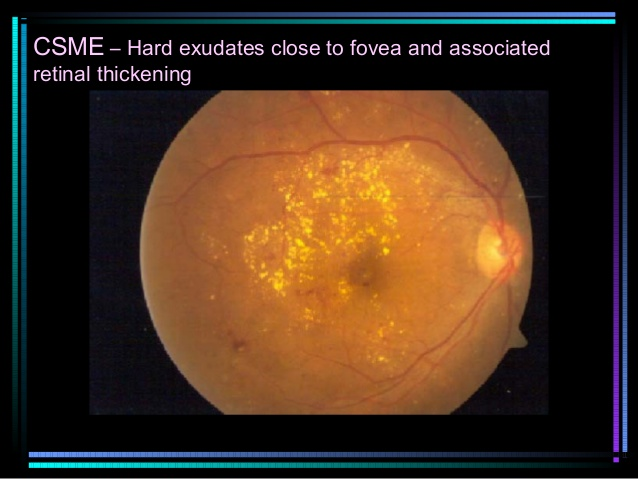 CSME – Hard exudates close to fovea and associated
retinal thickening